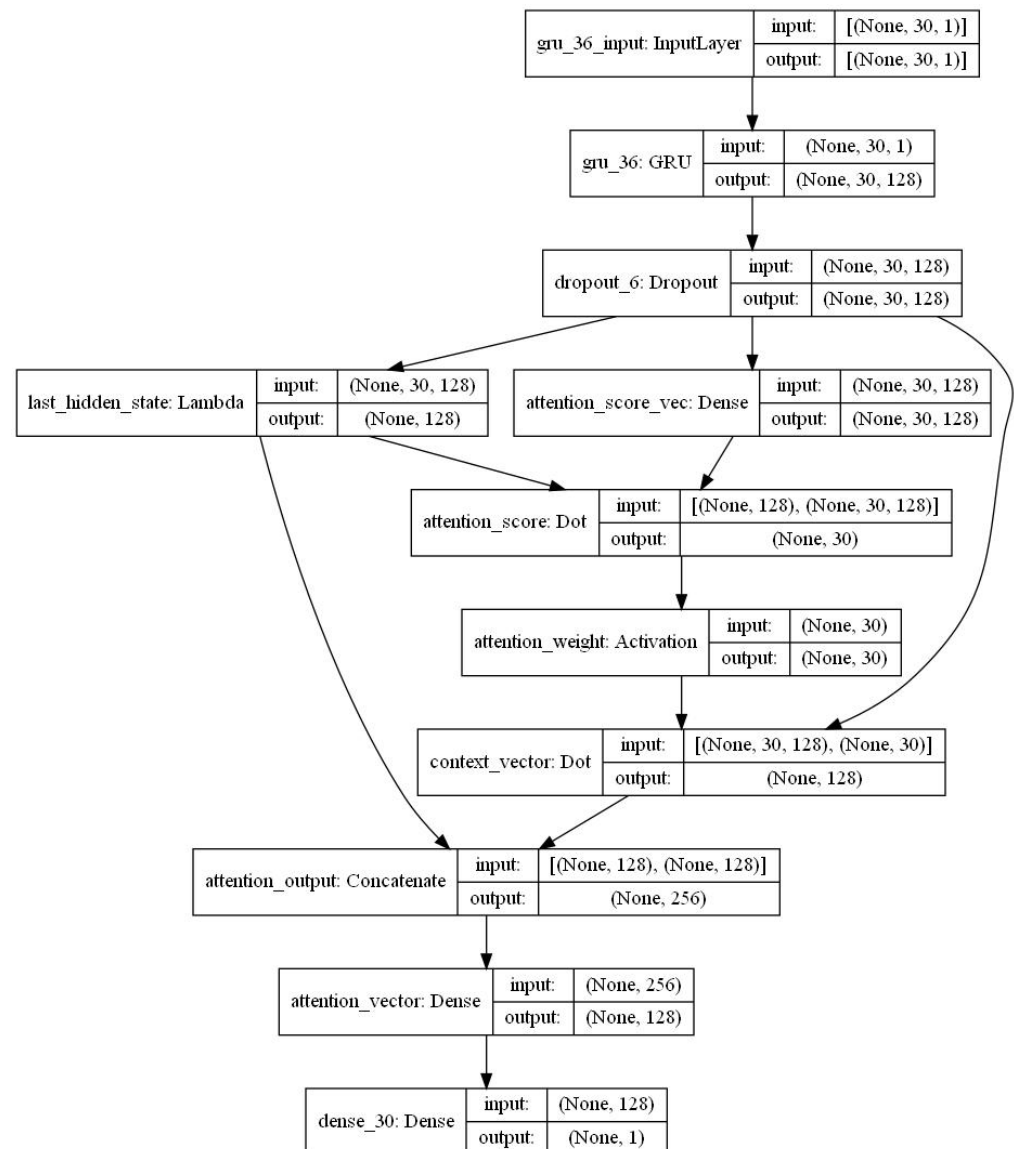 gru_36_input: InputLayer
input: [(None, 30, 1)]
output: [(None, 30, 1)]
gru_36: GRU
input: (None, 30, 1)
output: (None, 30, 128)
dropout_6: Dropout
input: (None, 30, 128)
output: (None, 30, 128)
last_hidden_state: Lambda
input: (None, 30, 128)
output: (None, 128)
attention_score_vec: Dense
input: (None, 30, 128)
output: (None, 30, 128)
attention_score: Dot
input: [(None, 128), (None, 30, 128)]
output: (None, 30)
attention_weight: Activation
input: (None, 30)
output: (None, 30)
context_vector: Dot
input: [(None, 30, 128), (None, 30)]
output: (None, 128)
attention_output: Concatenate
input: [(None, 128), (None, 128)]
output: (None, 256)
attention_vector: Dense
input: (None, 256)
output: (None, 128)
dense_30: Dense
input: (None, 128)
output: (None, 1)